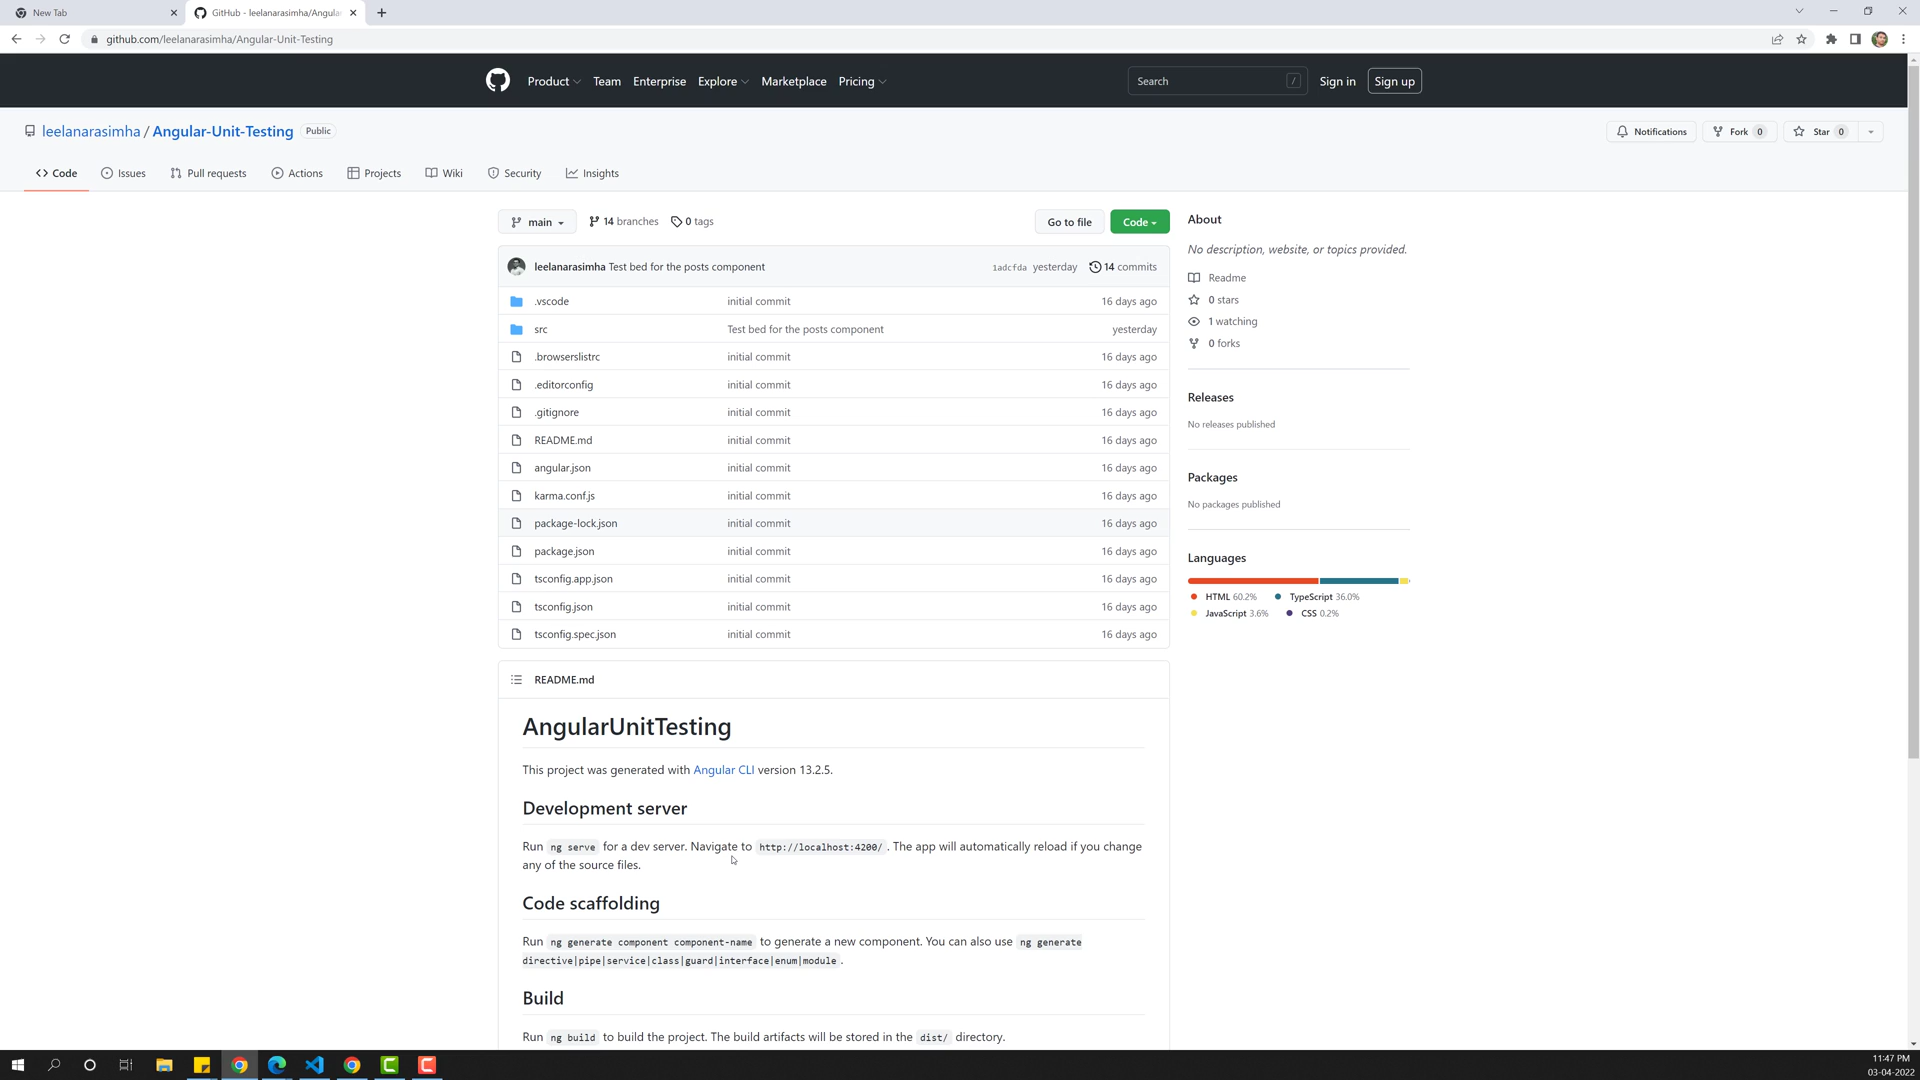 New Tab
GitHub - leelanarasimha/Angula
github.com/leelanarasimha/Angular-Unit-Testing
Product Team Enterprise Explore Marketplace Pricing Search / Sign in Sign up
leelanarasimha / Angular-Unit-Testing Public Notifications Fork 0 Star 0
Code Issues Pull requests Actions Projects Wiki Security Insights
main 14 branches 0 tags Go to file Code
leelanarasimha Test bed for the posts component 1adcfda yesterday 14 commits
.vscode initial commit 16 days ago
src Test bed for the posts component yesterday
.browserslistrc initial commit 16 days ago
.editorconfig initial commit 16 days ago
.gitignore initial commit 16 days ago
README.md initial commit 16 days ago
angular.json initial commit 16 days ago
karma.conf.js initial commit 16 days ago
package-lock.json initial commit 16 days ago
package.json initial commit 16 days ago
tsconfig.app.json initial commit 16 days ago
tsconfig.json initial commit 16 days ago
tsconfig.spec.json initial commit 16 days ago
README.md
AngularUnitTesting
This project was generated with Angular CLI version 13.2.5.
Development server
Run ng serve for a dev server. Navigate to http://localhost:4200/ . The app will automatically reload if you change
any of the source files.
Code scaffolding
Run ng generate component component-name to generate a new component. You can also use ng generate
directive|pipe|service|class|guard|interface|enum|module .
Build
Run ng build to build the project. The build artifacts will be stored in the dist/ directory.
About
No description, website, or topics provided.
Readme
0 stars
1 watching
0 forks
Releases
No releases published
Packages
No packages published
Languages
HTML 60.2% TypeScript 36.0%
JavaScript 3.6% CSS 0.2%
11:47 PM
03-04-2022